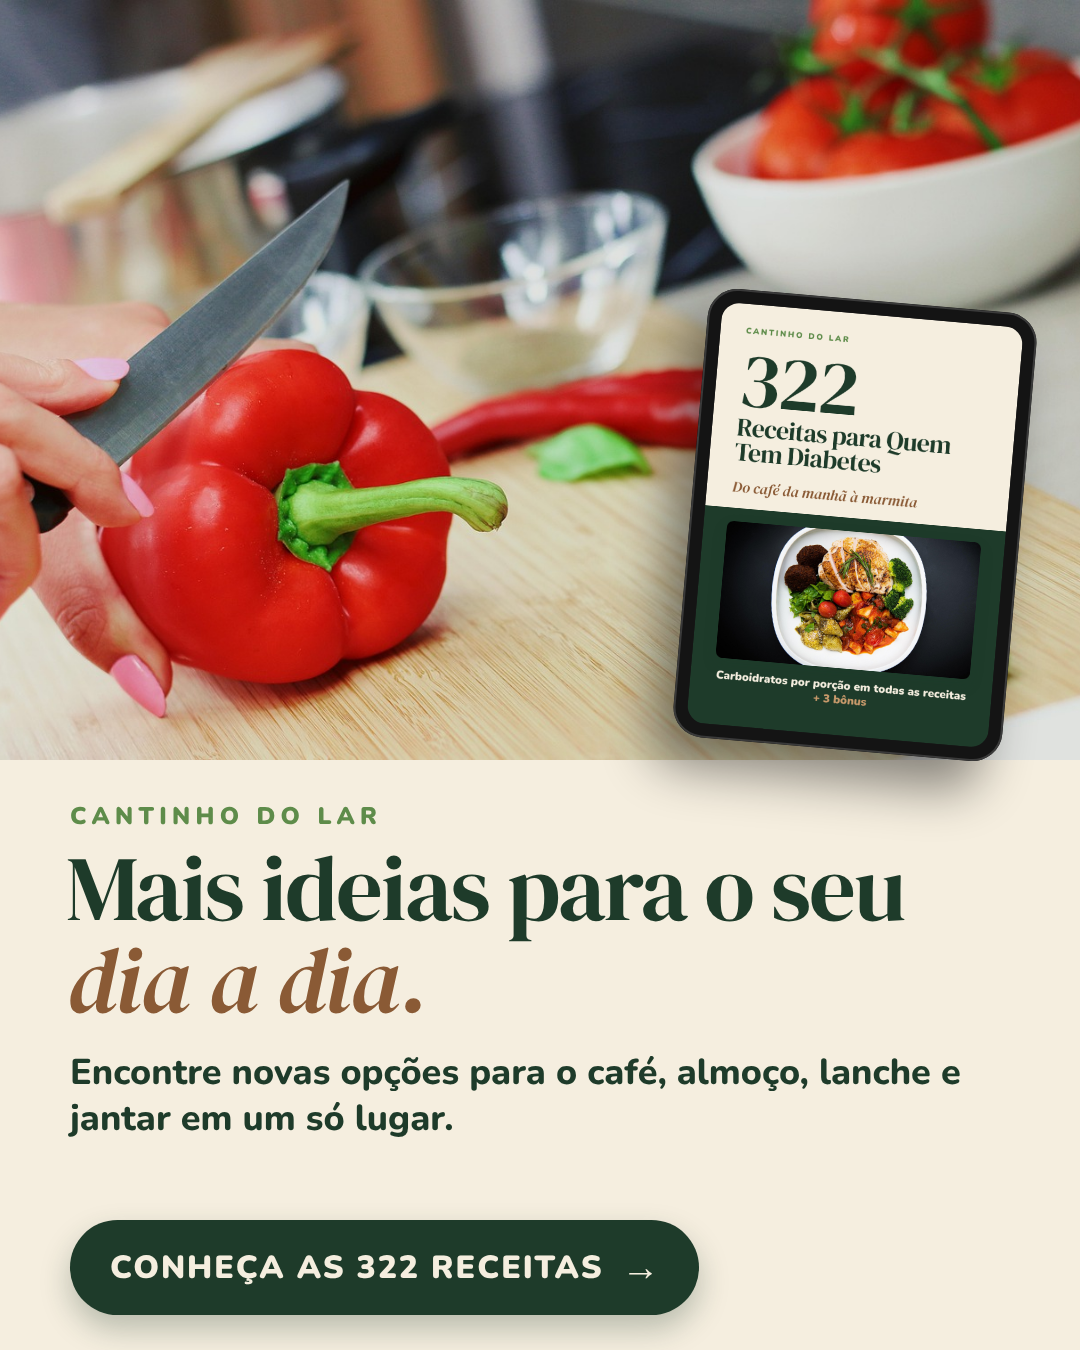 CANTINHO DO LAR
322
Receitas para Quem
Tem Diabetes
Do café da manhã à marmita
Carboidratos por porção em todas as receitas
+ 3 bônus
CANTINHO DO LAR
Mais ideias para o seu
dia a dia.
Encontre novas opções para o café, almoço, lanche e
jantar em um só lugar.
CONHEÇA AS 322 RECEITAS →